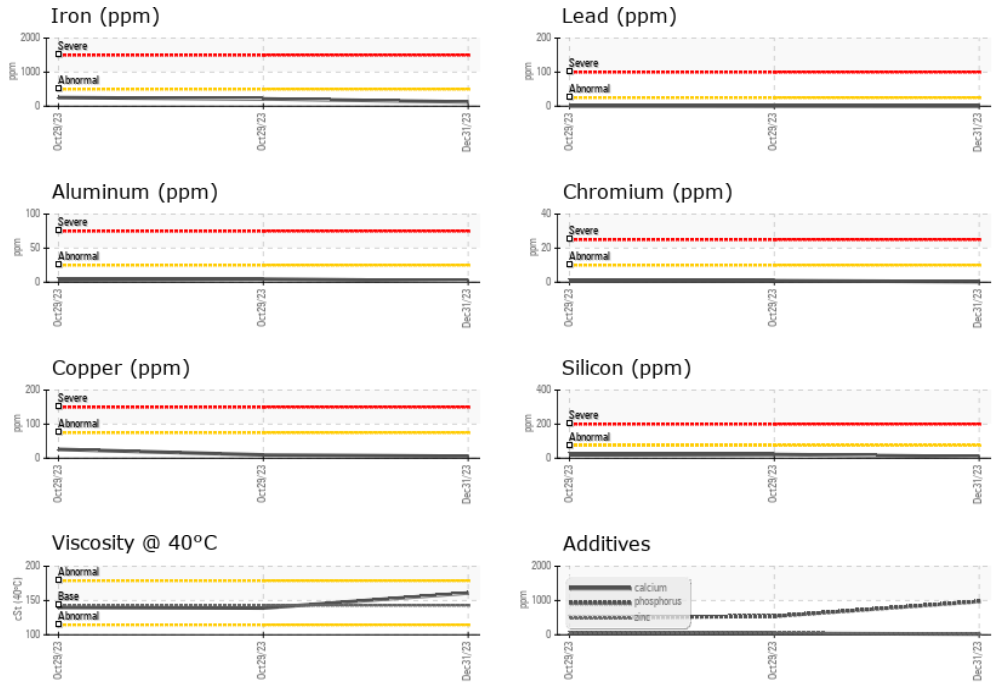 Iron (ppm)
ppm
2000
1000
0
Severe
Abnormal
Oct29/23
Oct29/23
Dec31/23
Lead (ppm)
ppm
200
100
0
Severe
Abnormal
Oct29/23
Oct29/23
Dec31/23
Aluminum (ppm)
ppm
100
50
0
Severe
Abnormal
Oct29/23
Oct29/23
Dec31/23
Chromium (ppm)
ppm
40
20
0
Severe
Abnormal
Oct29/23
Oct29/23
Dec31/23
Copper (ppm)
ppm
200
100
0
Severe
Abnormal
Oct29/23
Oct29/23
Dec31/23
Silicon (ppm)
ppm
400
200
0
Severe
Abnormal
Oct29/23
Oct29/23
Dec31/23
Viscosity @ 40°C
cSt (40°C)
200
150
100
Abnormal
Base
Abnormal
Oct29/23
Oct29/23
Dec31/23
Additives
ppm
2000
1000
0
calcium
phosphorus
zinc
Oct29/23
Oct29/23
Dec31/23